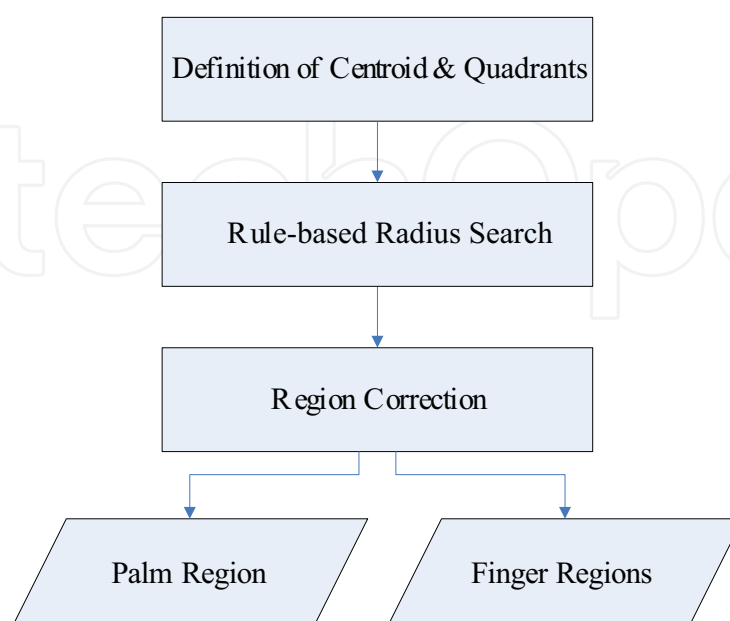 Definition of Centroid & Quadrants
Rule-based Radius Search
Region Correction
Palm Region
Finger Regions